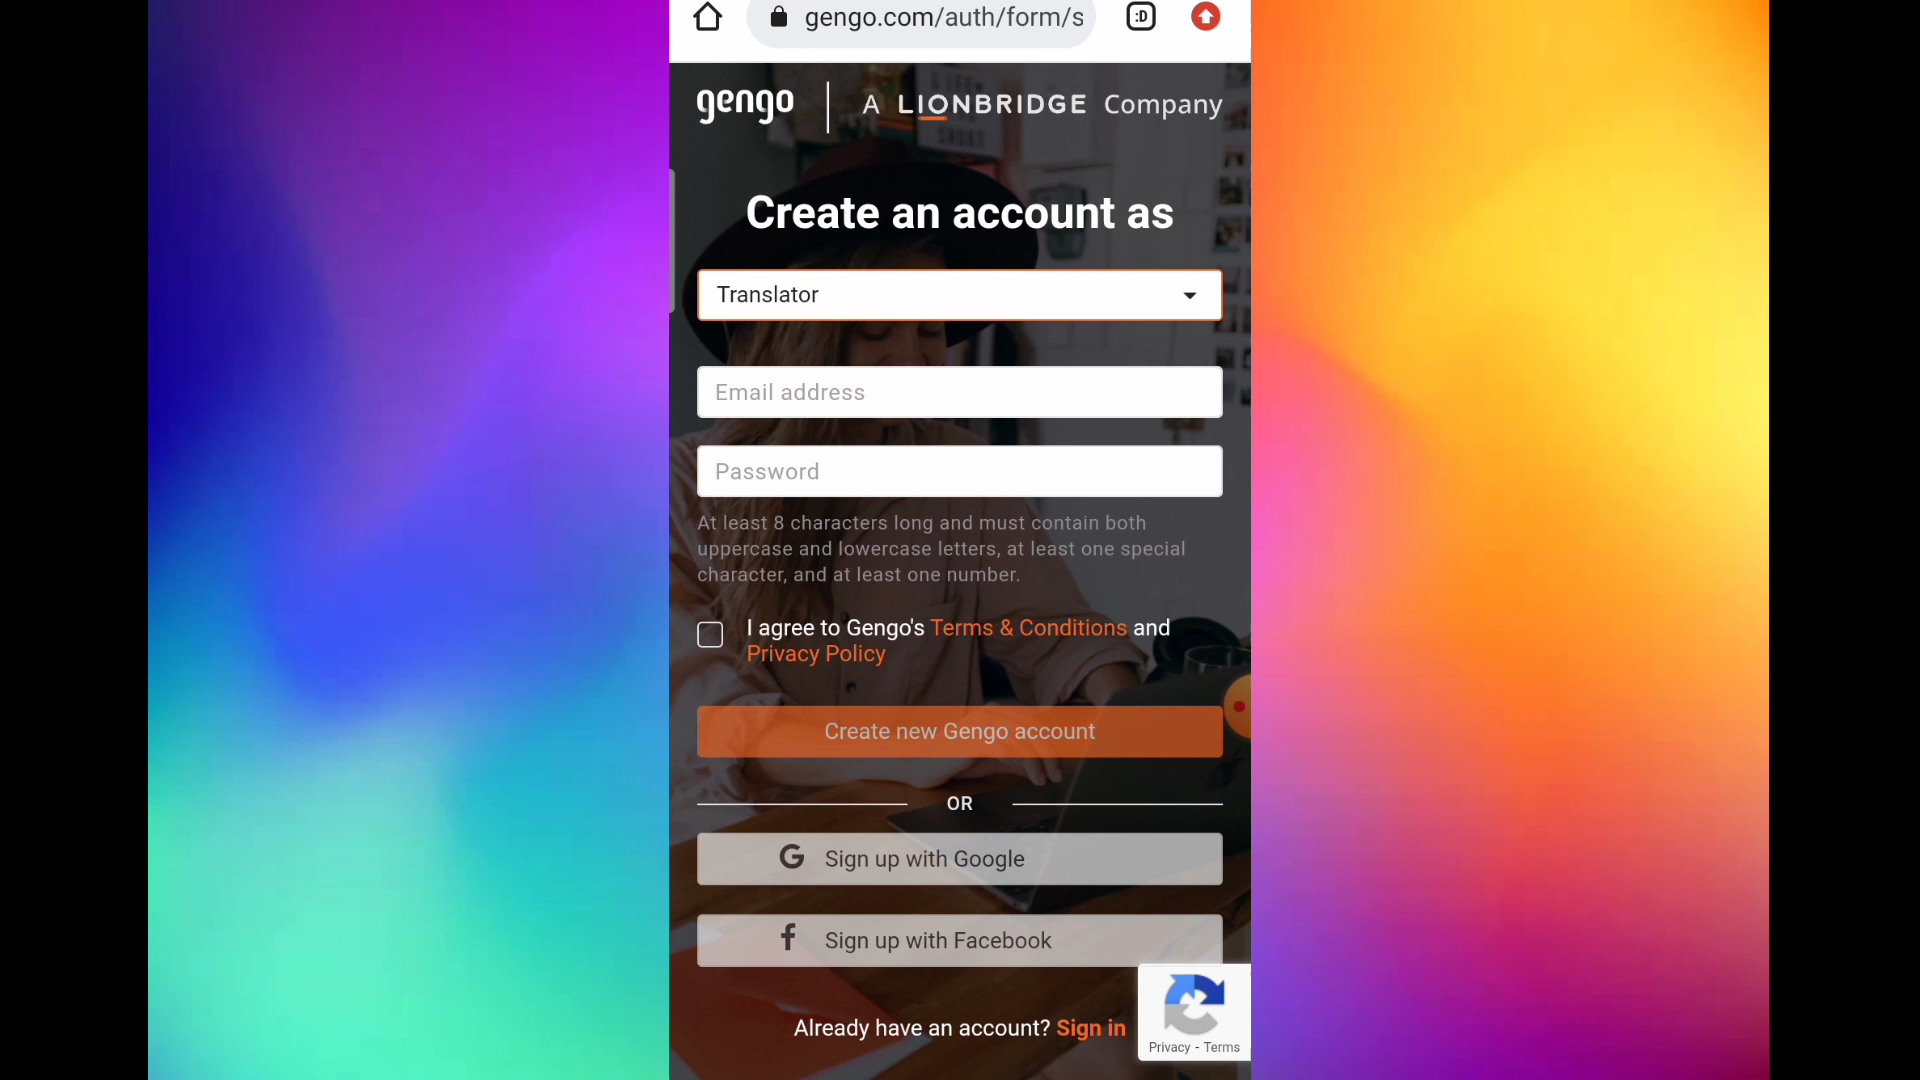 gengo.com/auth/form/s
:D
gengo
A LIONBRIDGE Company
Create an account as
Translator
Email address
Password
At least 8 characters long and must contain both
uppercase and lowercase letters, at least one special
character, and at least one number.
I agree to Gengo's Terms & Conditions and
Privacy Policy
Create new Gengo account
OR
G Sign up with Google
f Sign up with Facebook
Already have an account? Sign in
Privacy - Terms